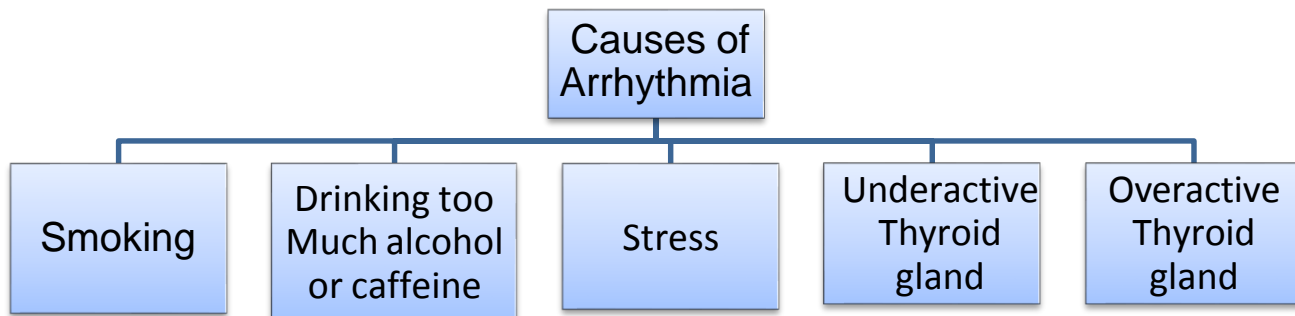 Causes of
Arrhythmia
Smoking
Drinking too
Much alcohol
or caffeine
Stress
Underactive
Thyroid
gland
Overactive
Thyroid
gland